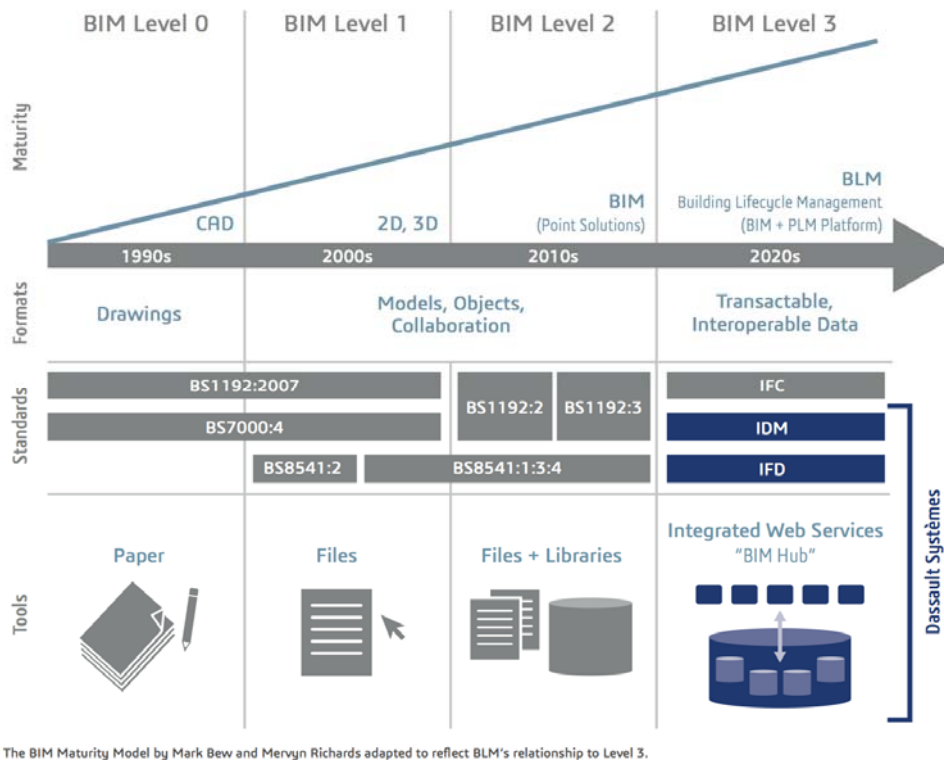 BIM Level 0
BIM Level 1
BIM Level 2
BIM Level 3
Maturity
CAD
2D, 3D
BIM
(Point Solutions)
BLM
Building Lifecycle Management
(BIM + PLM Platform)
1990s
2000s
2010s
2020s
Formats
Drawings
Models, Objects,
Collaboration
Transactable,
Interoperable Data
Standards
BS1192:2007
BS7000:4
BS8541:2
BS8541:1:3:4
BS1192:2
BS1192:3
IFC
IDM
IFD
Tools
Paper
Files
Files + Libraries
Integrated Web Services
"BIM Hub"
Dassault Systèmes
The BIM Maturity Model by Mark Bew and Mervyn Richards adapted to reflect BLM's relationship to Level 3.